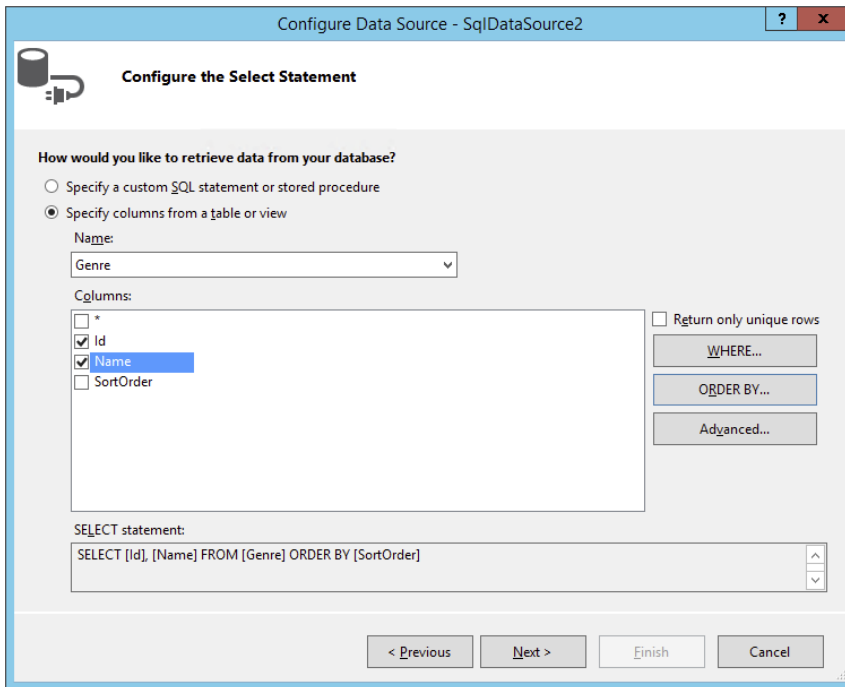 Configure Data Source - SqlDataSource2
? x
Configure the Select Statement
How would you like to retrieve data from your database?
Specify a custom SQL statement or stored procedure
Specify columns from a table or view
Name:
Genre
Columns:
*
Id
Name
SortOrder
Return only unique rows
WHERE...
ORDER BY...
Advanced...
SELECT statement:
SELECT [Id], [Name] FROM [Genre] ORDER BY [SortOrder]
< Previous
Next >
Finish
Cancel